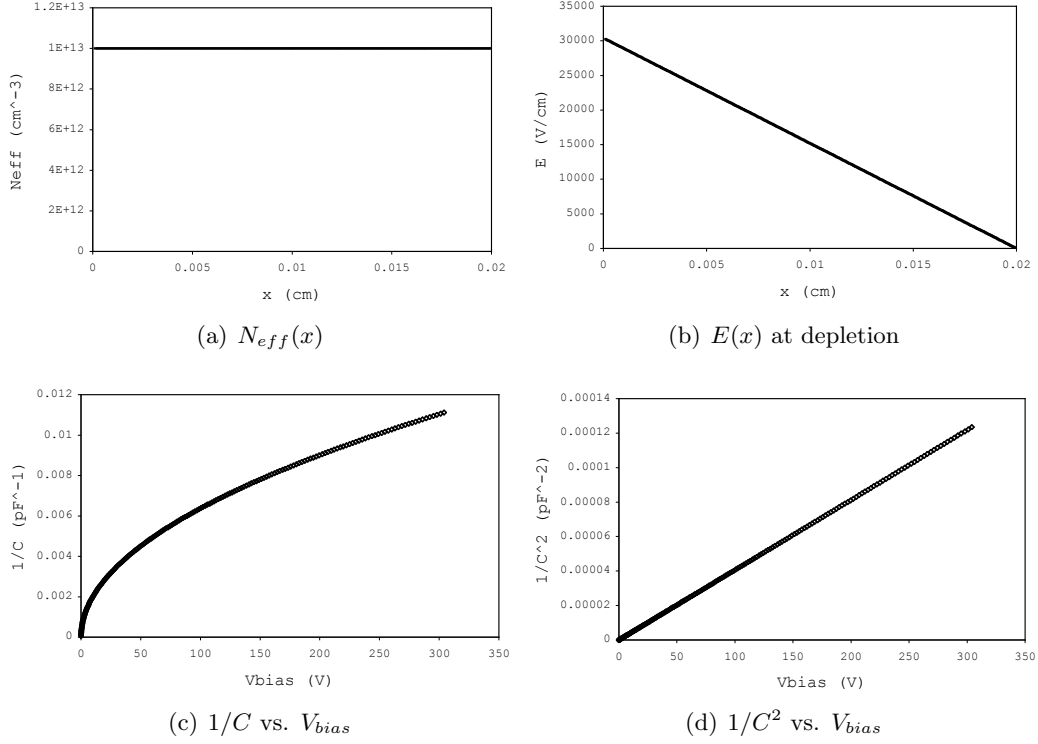 1.2E+13
1E+13
8E+12
6E+12
4E+12
2E+12
0
Neff (cm^-3)
0 0.005 0.01 0.015 0.02
x (cm)
(a) N_eff(x)
35000
30000
25000
20000
15000
10000
5000
0
E (V/cm)
0 0.005 0.01 0.015 0.02
x (cm)
(b) E(x) at depletion
0.012
0.01
0.008
0.006
0.004
0.002
0
1/C (pF^-1)
0 50 100 150 200 250 300 350
Vbias (V)
(c) 1/C vs. V_bias
0.00014
0.00012
0.0001
0.00008
0.00006
0.00004
0.00002
0
1/C^2 (pF^-2)
0 50 100 150 200 250 300 350
Vbias (V)
(d) 1/C² vs. V_bias